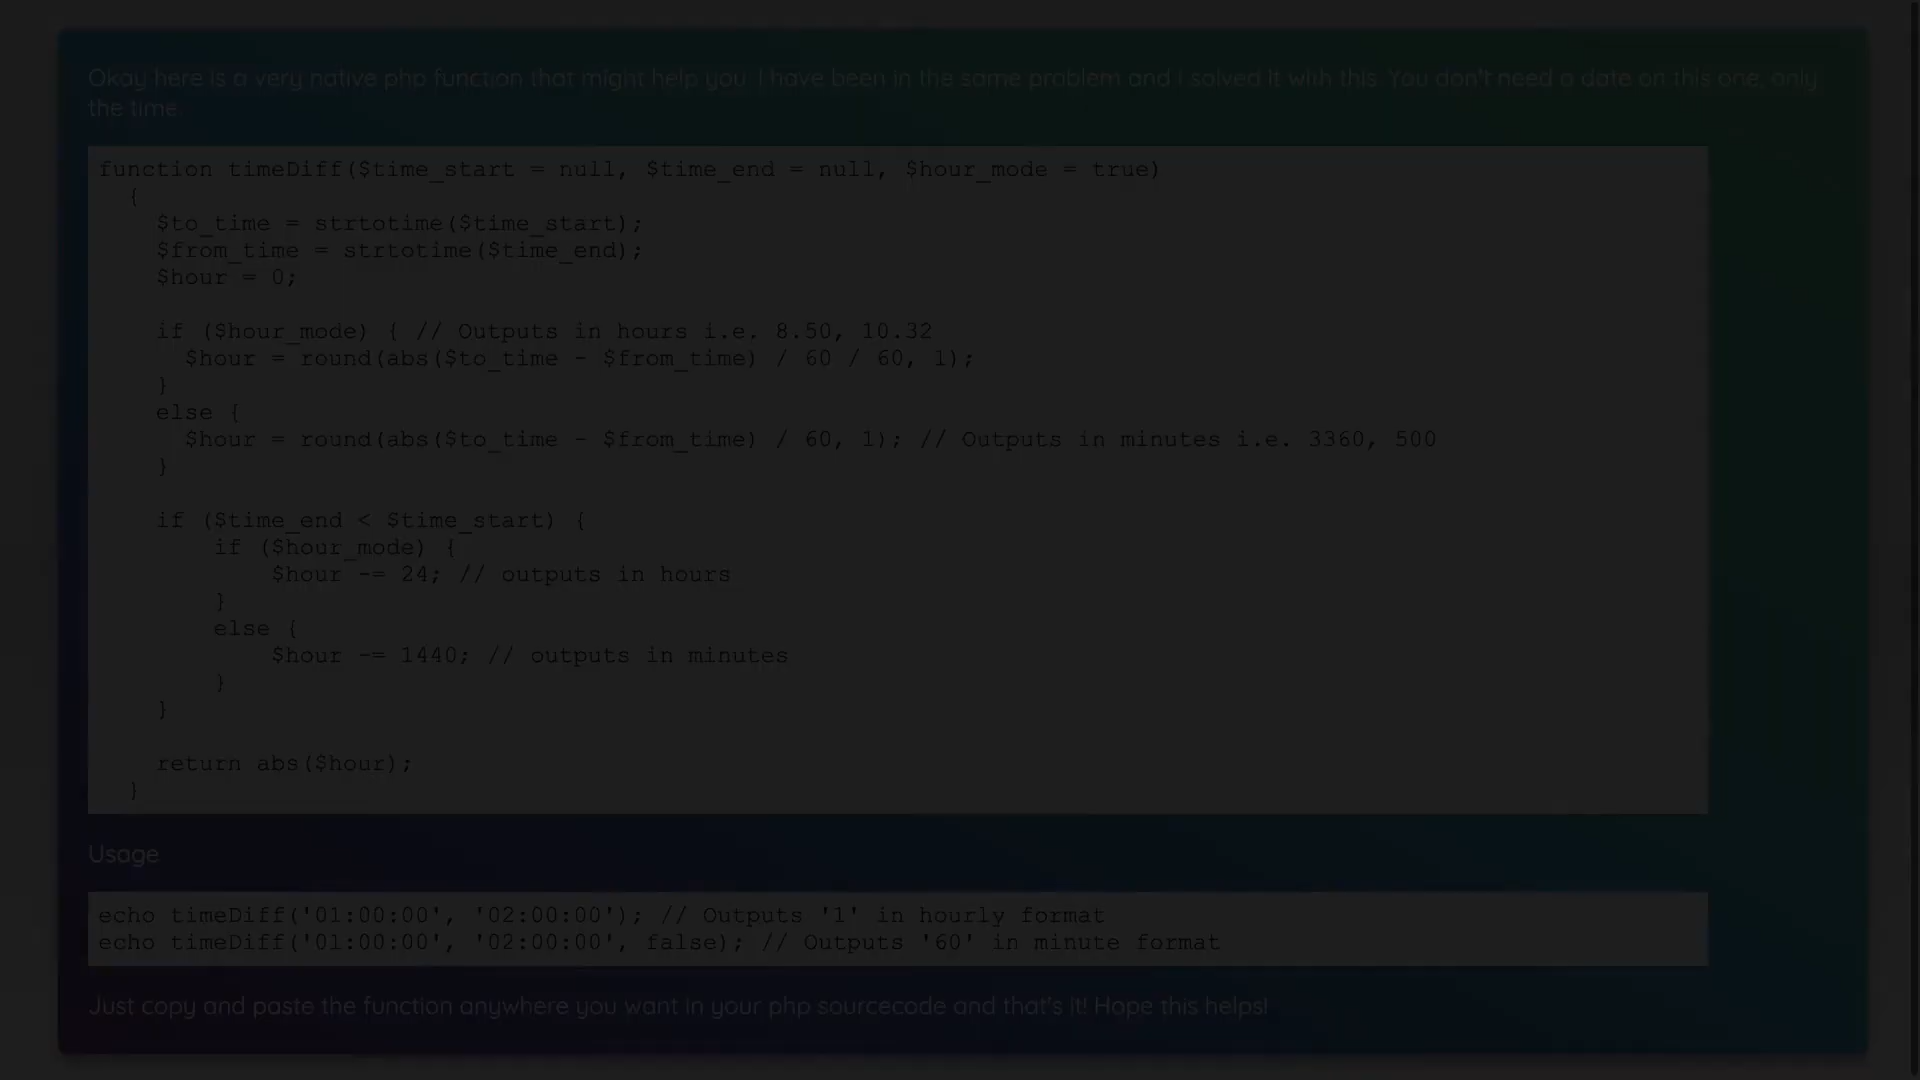 Okay here is a very native php function that might help you. I have been in the same problem and I solved it with this. You don't need a date on this one, only
the time.
function timeDiff($time_start = null, $time_end = null, $hour_mode = true)
{
$to_time = strtotime($time_start);
$from_time = strtotime($time_end);
$hour = 0;
if ($hour_mode) { // Outputs in hours i.e. 8.50, 10.32
$hour = round(abs($to_time - $from_time) / 60 / 60, 1);
}
else {
$hour = round(abs($to_time - $from_time) / 60, 1); // Outputs in minutes i.e. 3360, 500
}
if ($time_end < $time_start) {
if ($hour_mode) {
$hour -= 24; // outputs in hours
}
else {
$hour -= 1440; // outputs in minutes
}
}
return abs($hour);
}
Usage
echo timeDiff('01:00:00', '02:00:00'); // Outputs '1' in hourly format
echo timeDiff('01:00:00', '02:00:00', false); // Outputs '60' in minute format
Just copy and paste the function anywhere you want in your php sourcecode and that's it! Hope this helps!